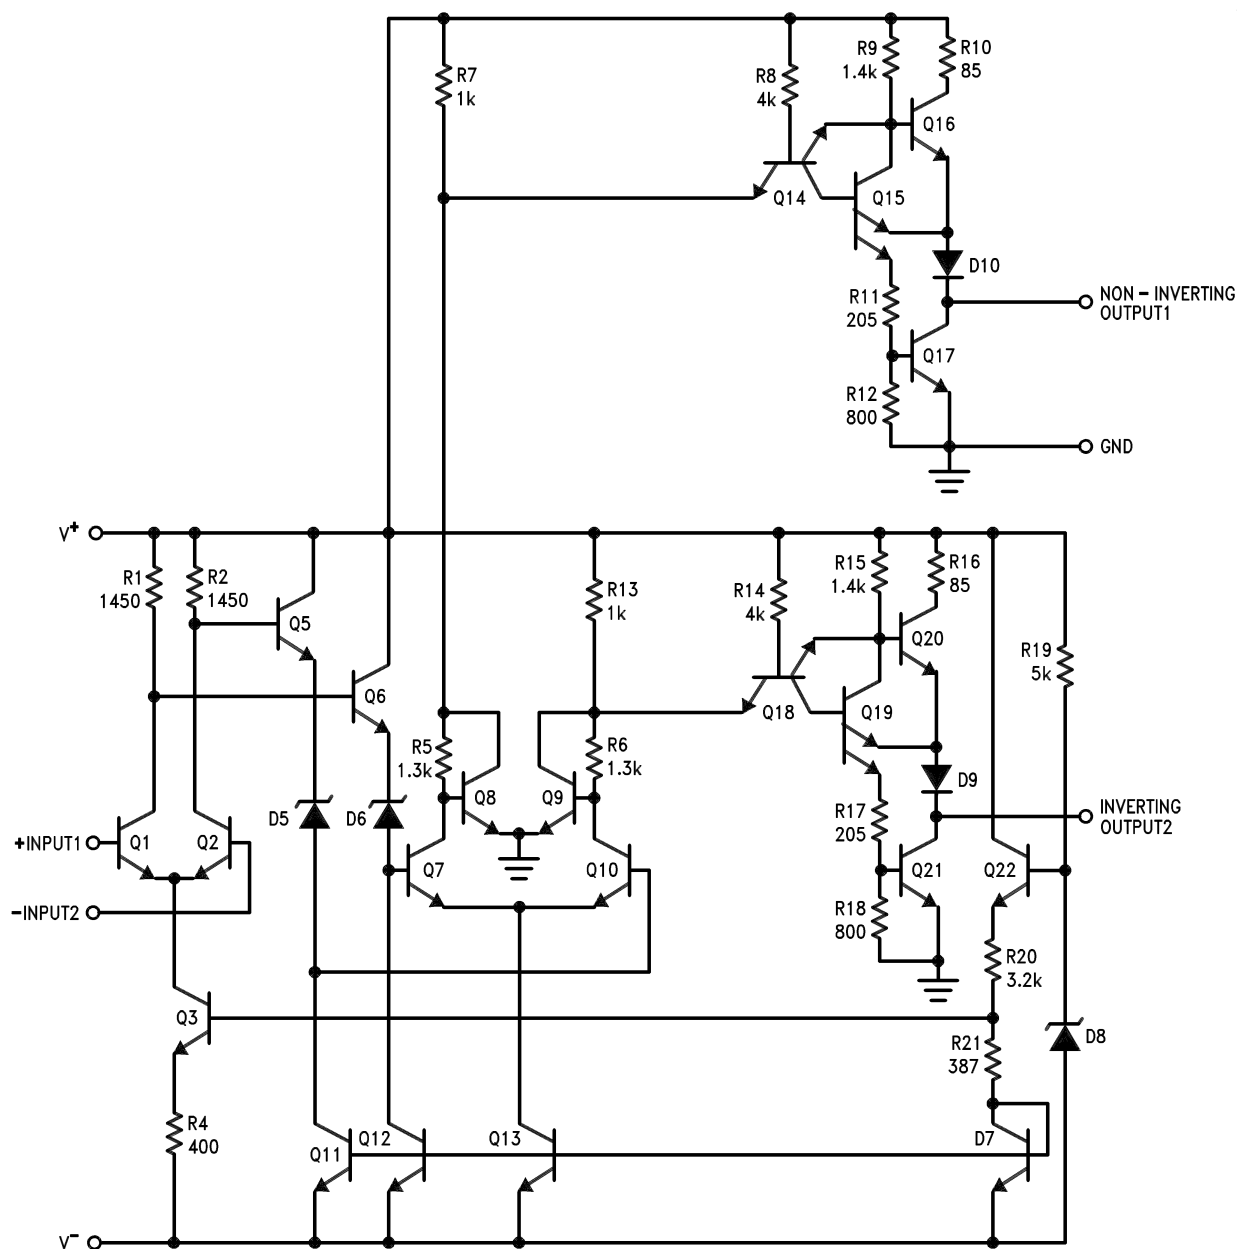 R7
1k
R8
4k
R9
1.4k
R10
85
Q16
Q14
Q15
D10
R11
205
NON-INVERTING
OUTPUT1
Q17
R12
800
GND
V+
R1
1450
R2
1450
Q5
R13
1k
R14
4k
R15
1.4k
R16
85
Q20
R19
5k
Q6
Q18
Q19
R5
1.3k
R6
1.3k
Q8
Q9
D9
D5
D6
R17
205
INVERTING
OUTPUT2
+INPUT1
Q1
Q2
Q7
Q10
Q21
Q22
-INPUT2
R18
800
R20
3.2k
Q3
D8
R21
387
R4
400
Q11
Q12
Q13
D7
V-